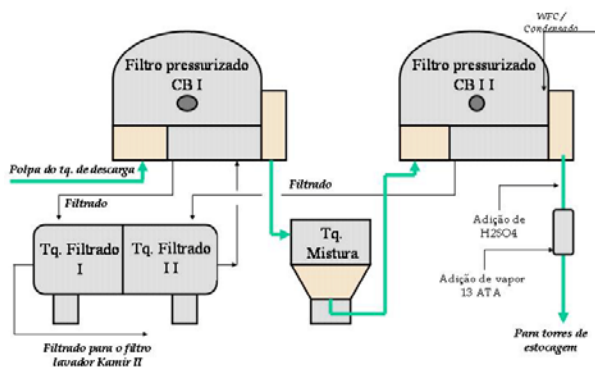 WFC /
Condensado
Filtro pressurizado
CB I
Filtro pressurizado
CB I I
Polpa do tq. de descarga
Filtrado
Filtrado
Tq. Filtrado
I
Tq. Filtrado
I I
Tq.
Mistura
Adição de
H2SO4
Adição de vapor
13 ATA
Filtrado para o filtro
lavador Kamir II
Para torres de
estocagem